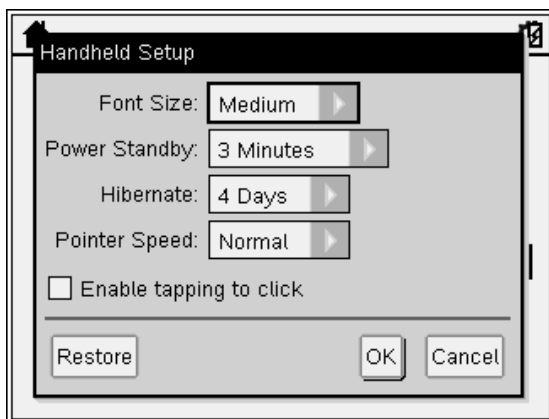 Handheld Setup
Font Size: Medium
Power Standby: 3 Minutes
Hibernate: 4 Days
Pointer Speed: Normal
Enable tapping to click
Restore OK Cancel